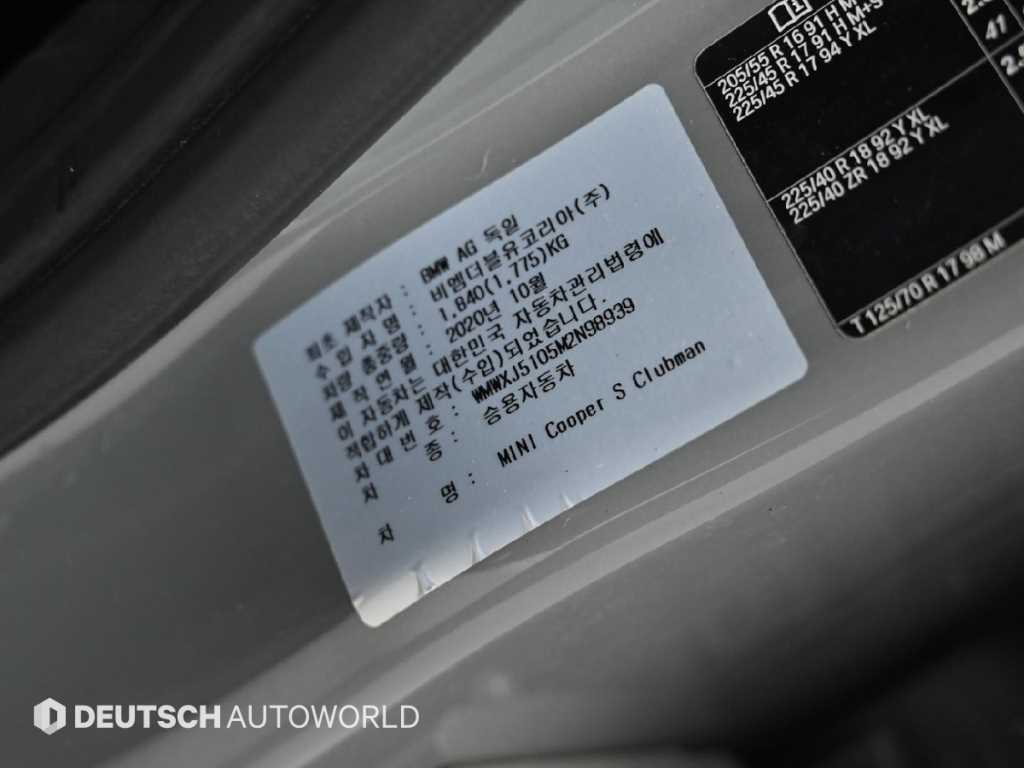 최초 제작자 : BMW AG 독일
수입자명 : 비엠더블유코리아(주)
차량 총중량 : 1,840(1,775)KG
제작연월 : 2020년 10월
이 자동차는 대한민국 자동차관리법령에
적합하게 제작(수입)되었습니다.
차대번호 : WMWXJ5105M2N98939
차 종 : 승용자동차
차 명 : MINI Cooper S Clubman
205/55 R 16 91 H M
225/45 R 17 91 H M+S
225/45 R 17 94 Y XL
225/40 R 18 92 Y XL
225/40 ZR 18 92 Y XL
T 125/70 R 17 98 M
41
DEUTSCH AUTOWORLD